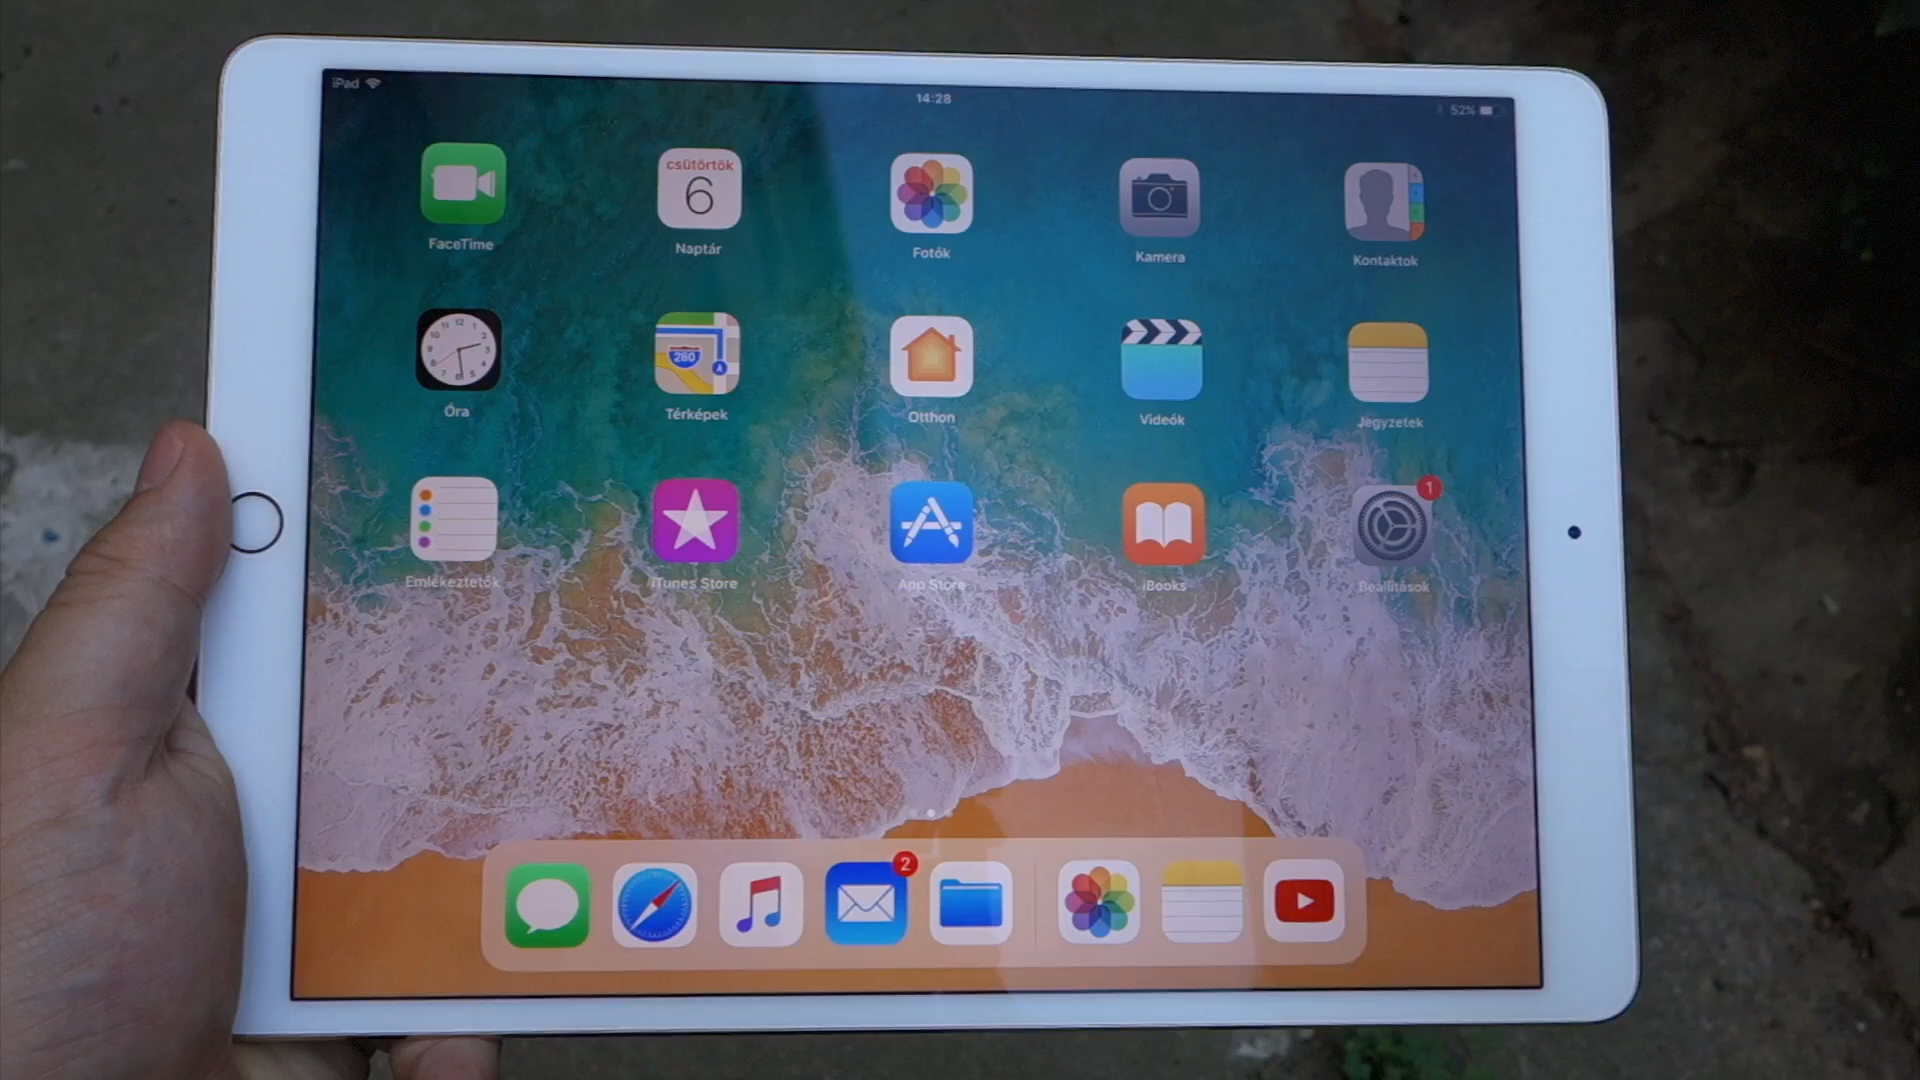 iPad
14:28
52%
FaceTime
csütörtök
6
Naptár
Fotók
Kamera
Kontaktok
Óra
280
Térképek
Otthon
Videók
Jegyzetek
Emlékeztetők
iTunes Store
App Store
iBooks
1
Beállítások
2